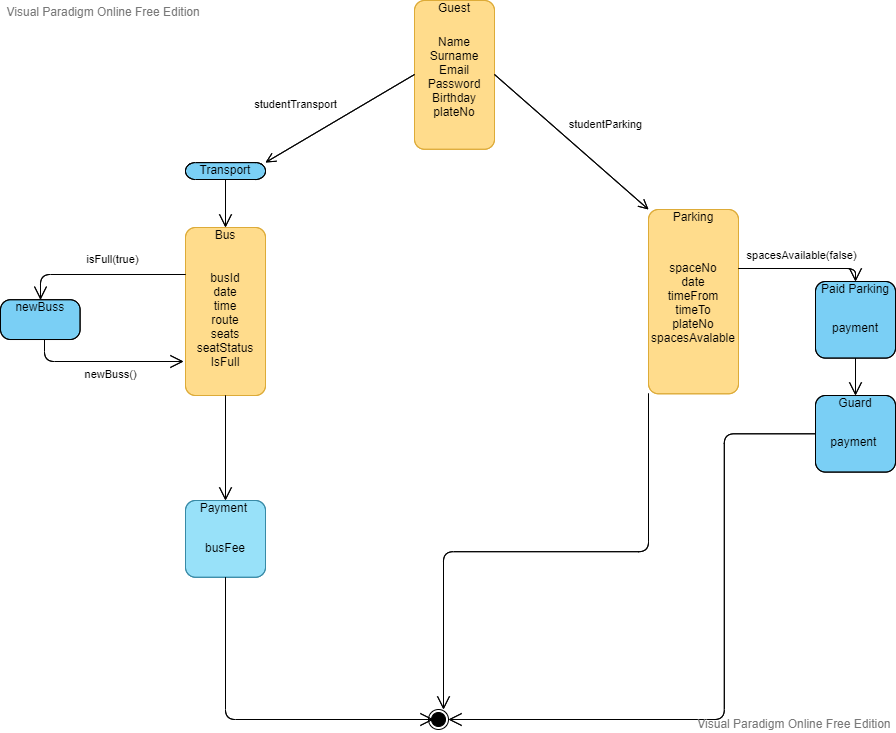 Visual Paradigm Online Free Edition
Guest
Name
Surname
Email
Password
Birthday
plateNo
studentTransport
studentParking
Transport
Bus
busId
date
time
route
seats
seatStatus
IsFull
isFull(true)
newBuss
newBuss()
Parking
spaceNo
date
timeFrom
timeTo
plateNo
spacesAvalable
spacesAvailable(false)
Paid Parking
payment
Guard
payment
Payment
busFee
Visual Paradigm Online Free Edition